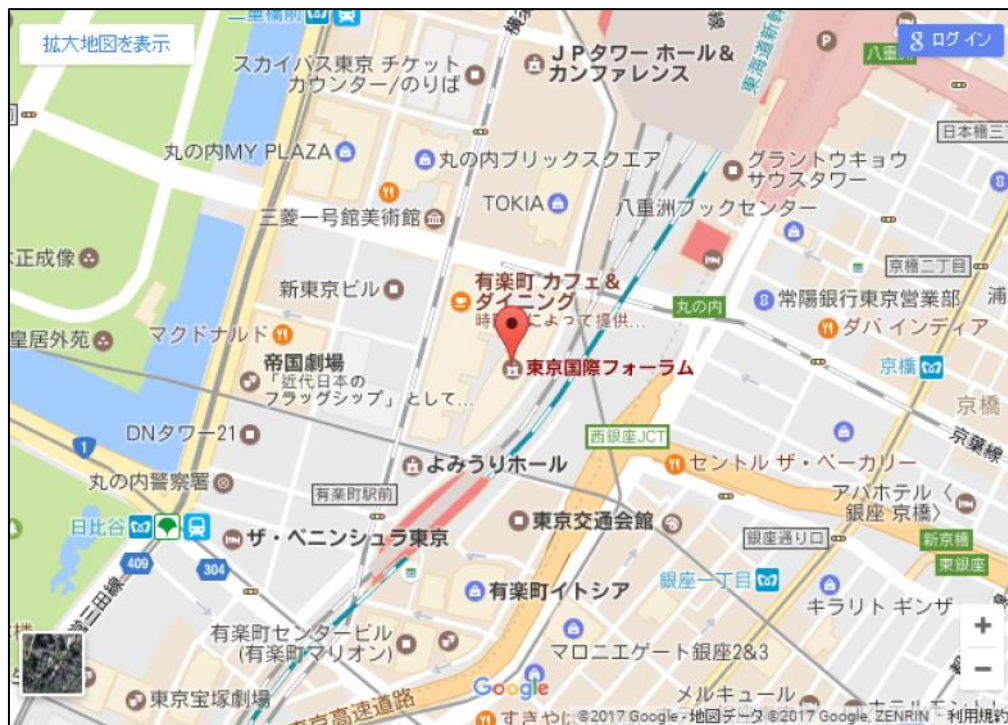 二重橋前
拡大地図を表示
ログイン
JPタワー ホール&
カンファレンス
スカイバス東京 チケット
カウンター/のりば
東海道新幹
八重洲
日本橋三
丸の内MY PLAZA
丸の内ブリックスクエア
グラントウキョウ
サウスタワー
TOKIA
八重洲ブックセンター
三菱一号館美術館
正成像
京橋二丁目
新東京ビル
有楽町 カフェ&
ダイニング
丸の内
常陽銀行東京営業部
ダバ インディア
マクドナルド
皇居外苑
東京国際フォーラム
帝国劇場
「近代日本の
フラッグシップ」として...
京橋
京橋
DNタワー21
西銀座JCT
京葉線
よみうりホール
セントル ザ・ベーカリー
丸の内警察署
有楽町駅前
アパホテル〈
銀座 京橋〉
日比谷
東京交通会館
銀座通り口
新京橋
ザ・ペニンシュラ東京
東銀座
409
304
1
有楽町イトシア
銀座一丁目
キラリト ギンザ
有楽町センタービル
(有楽町マリオン)
マロニエゲート銀座2&3
東京宝塚劇場
Google
東京高速道路
メルキュール
©2017 Google - 地図データ ©2017 Google, ZENRIN
利用規約